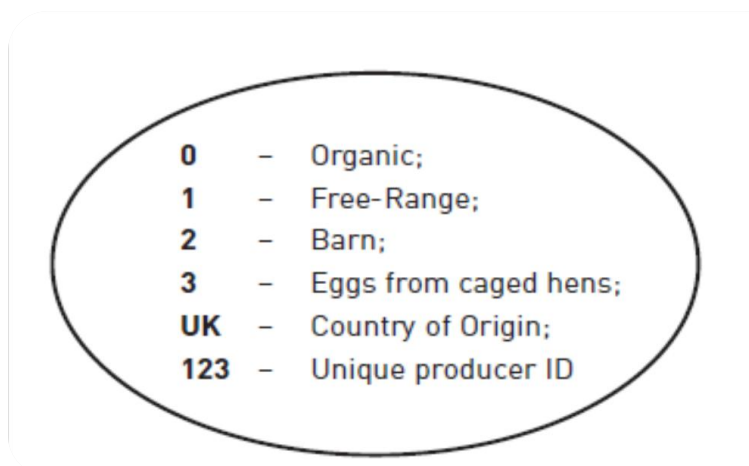 0 – Organic;
1 – Free-Range;
2 – Barn;
3 – Eggs from caged hens;
UK – Country of Origin;
123 – Unique producer ID